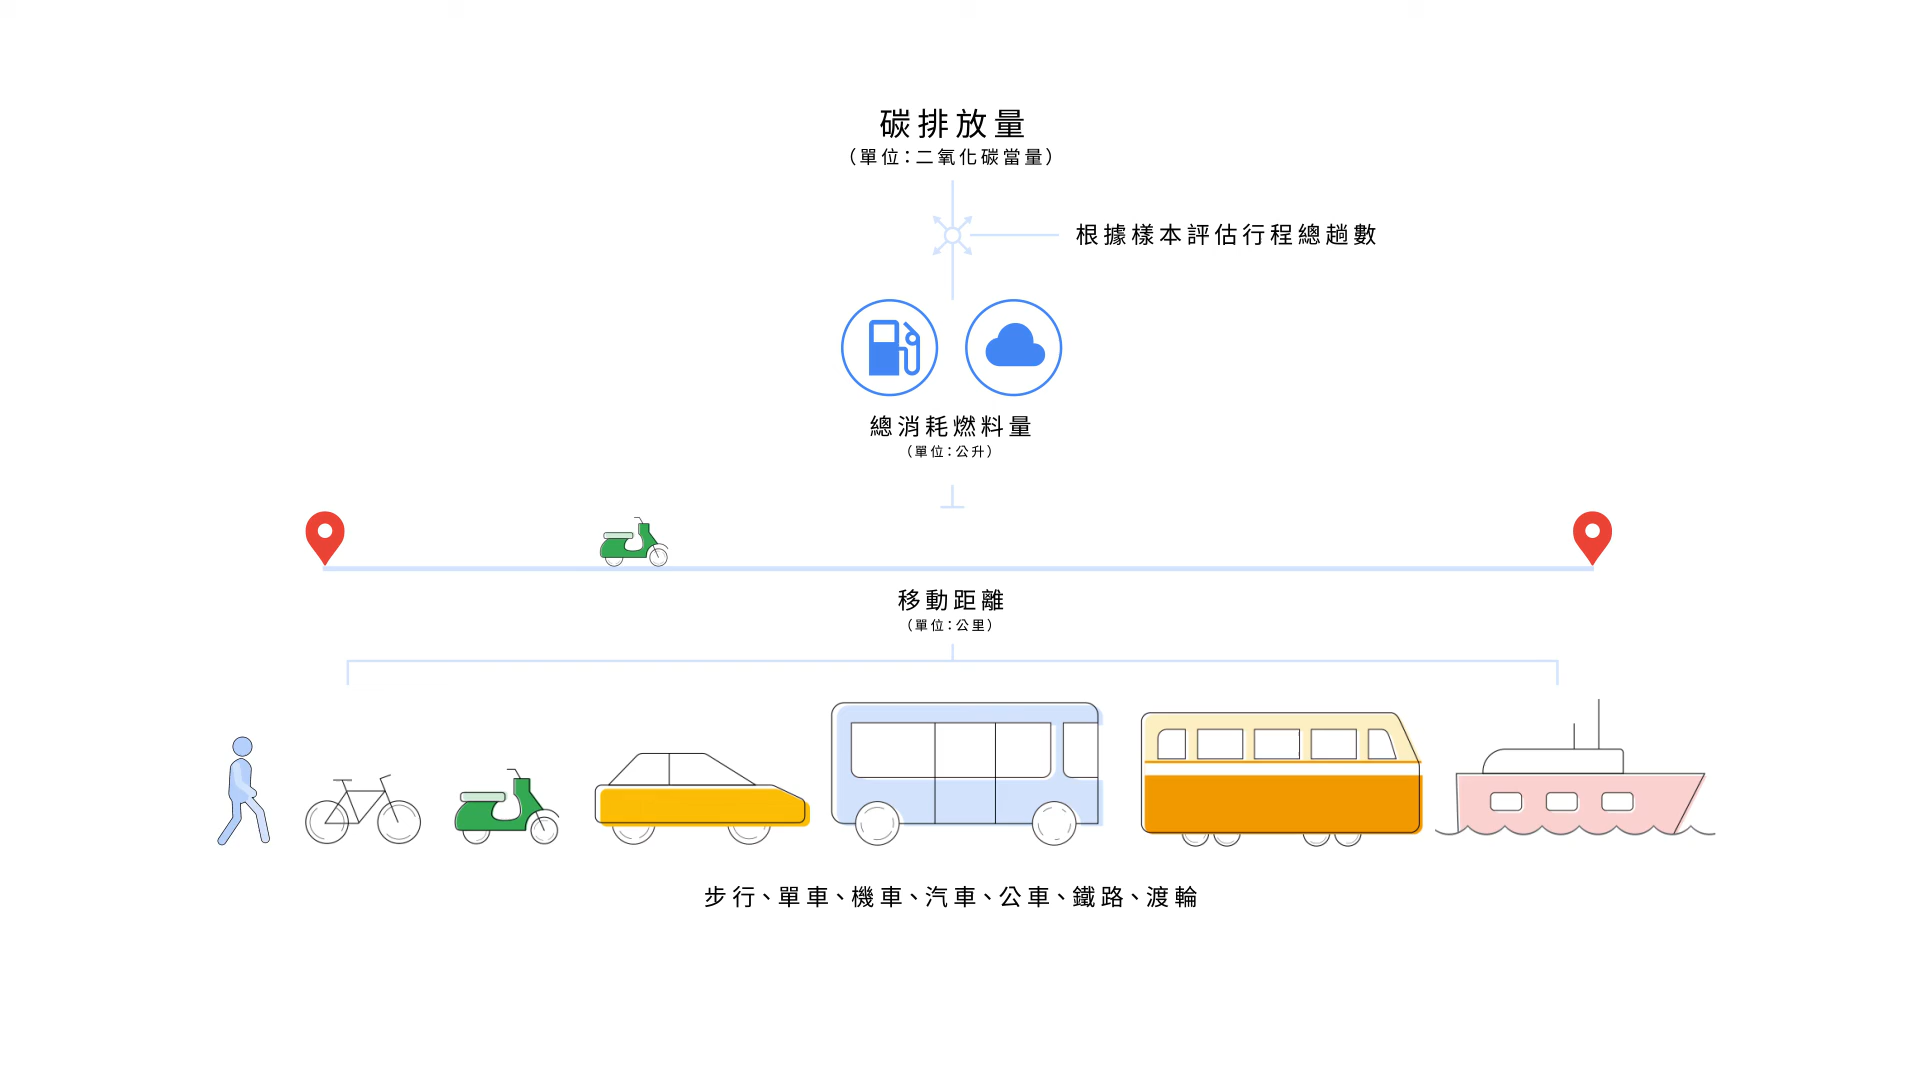 碳排放量
（單位：二氧化碳當量）
根據樣本評估行程總趟數
總消耗燃料量
（單位：公升）
移動距離
（單位：公里）
步行、單車、機車、汽車、公車、鐵路、渡輪